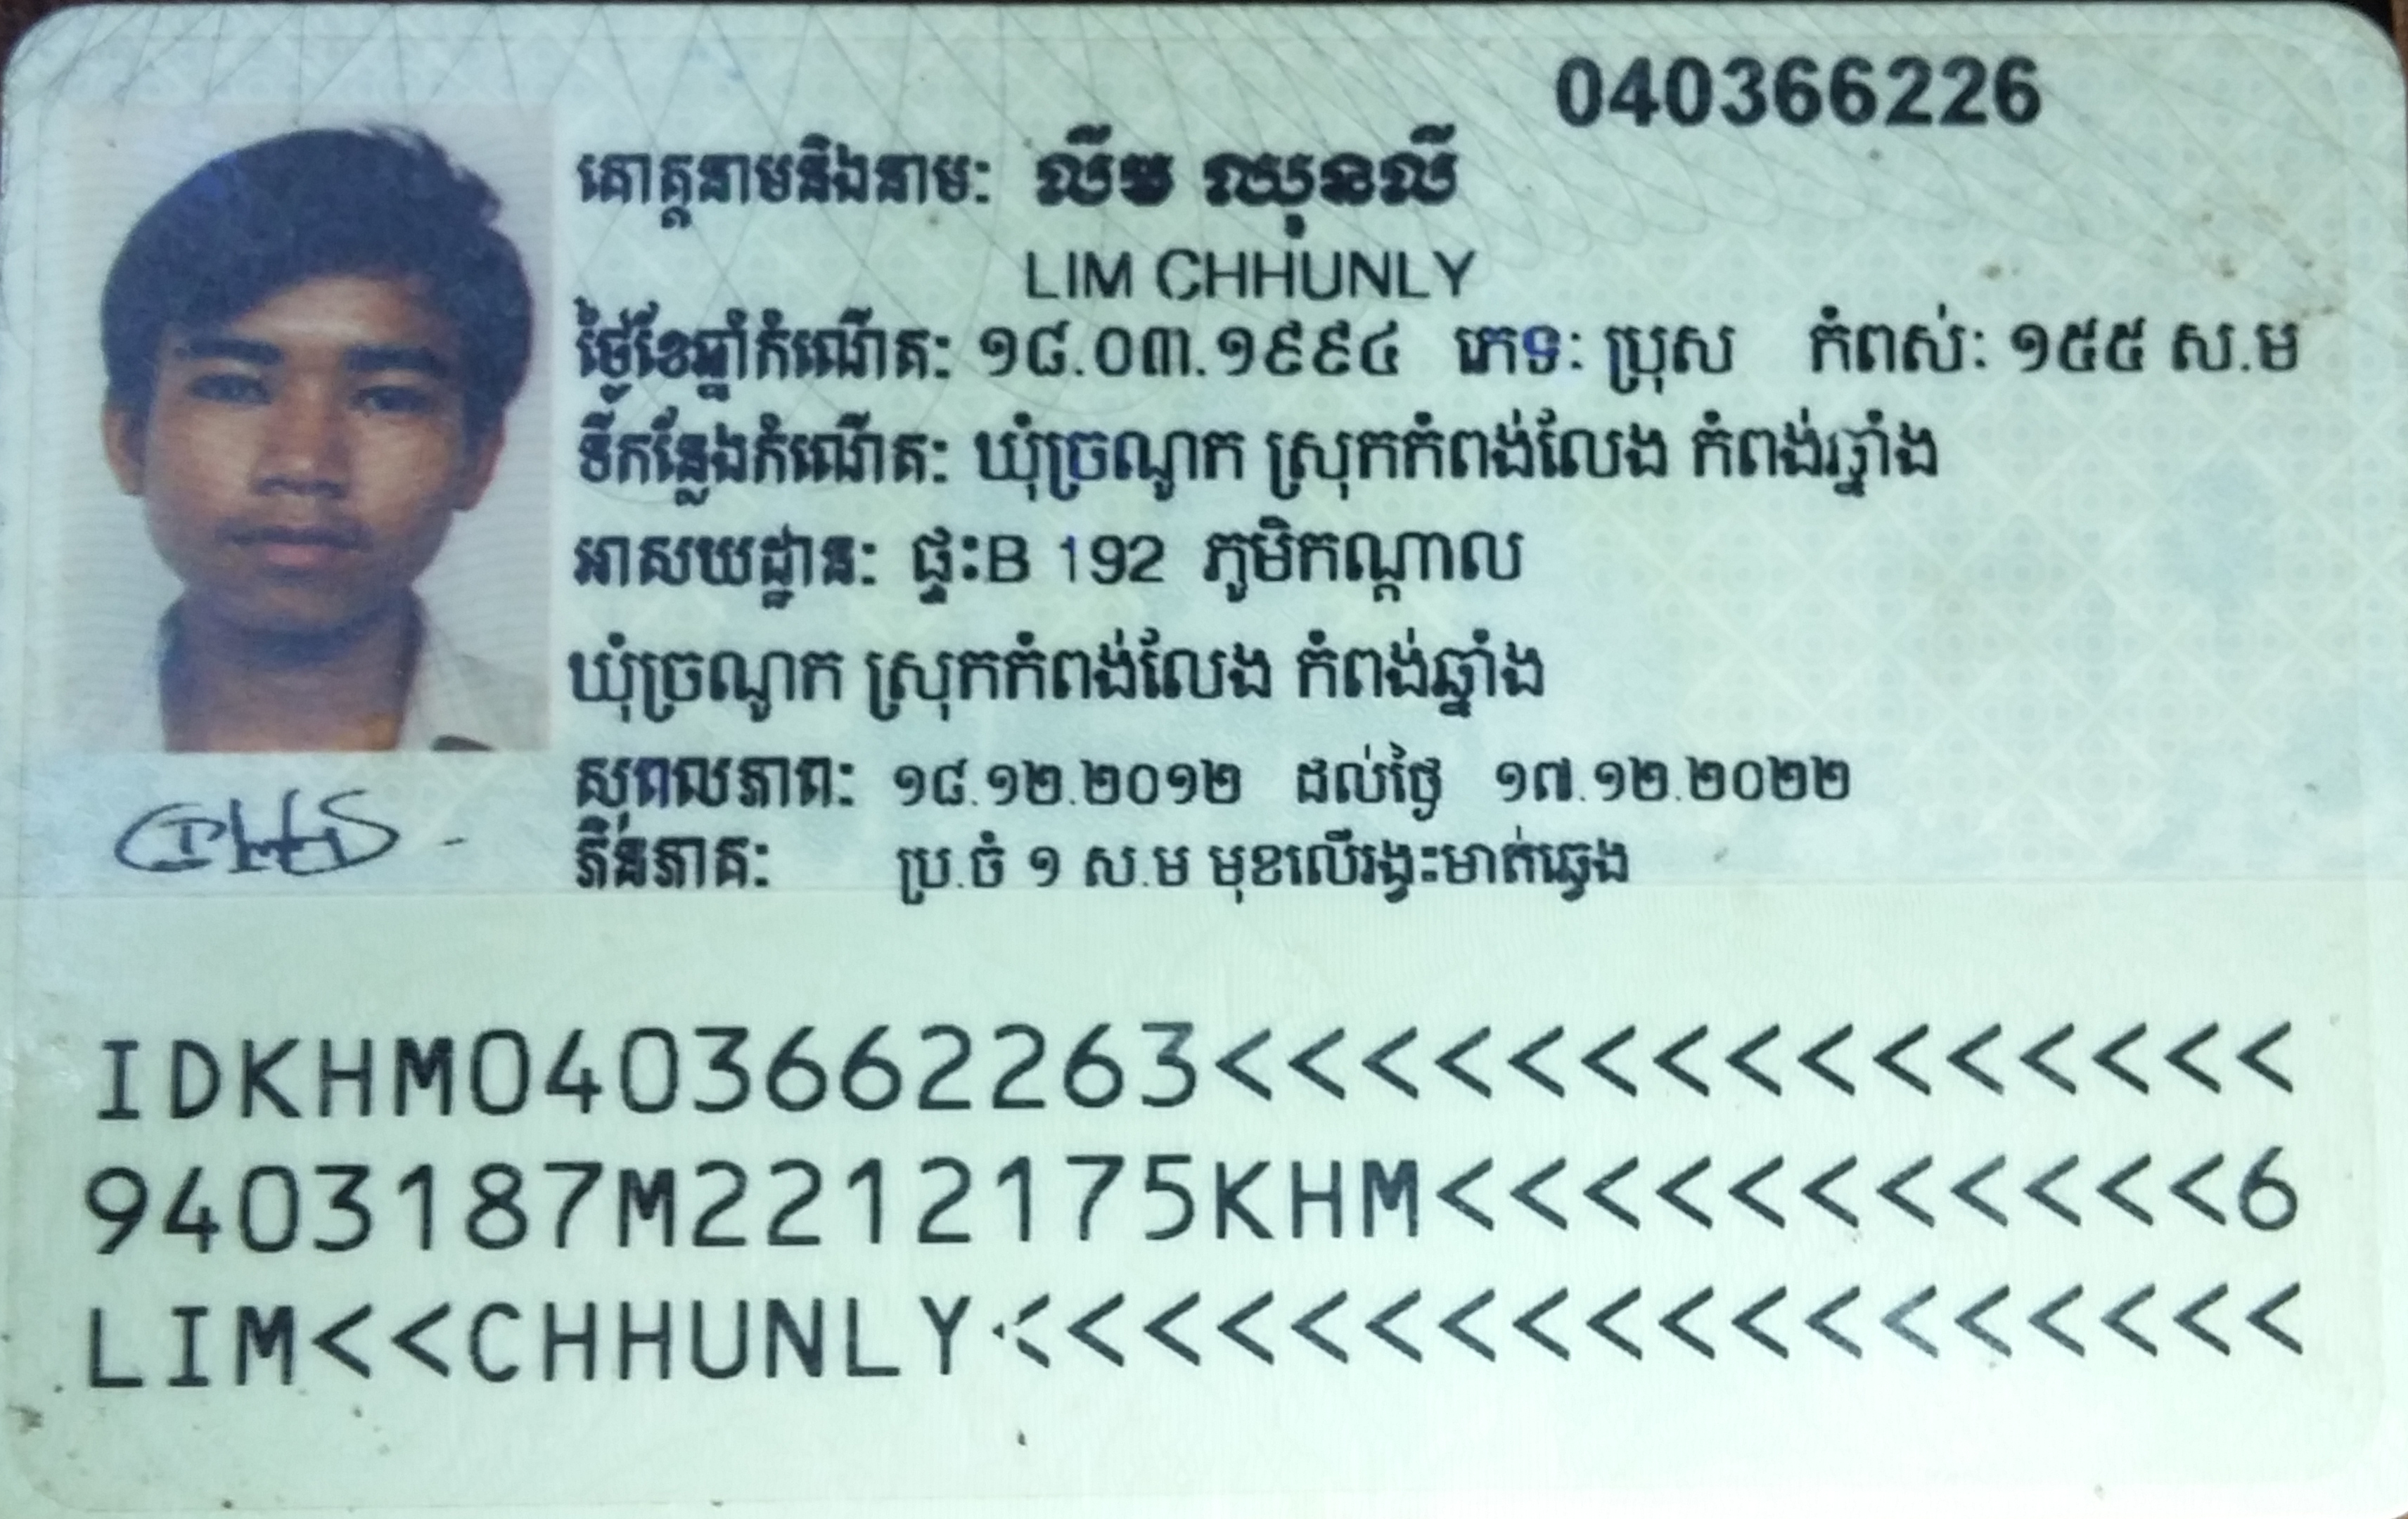 040366226
គោត្តនាមនិងនាម: លឹម ឈុនលី
LIM CHHUNLY
ថ្ងៃខែឆ្នាំកំណើត: ១៨.០៣.១៩៩៤ ភេទ: ប្រុស កំពស់: ១៥៥ ស.ម
ទីកន្លែងកំណើត: ឃុំច្រណូក ស្រុកកំពង់លែង កំពង់ឆ្នាំង
អាសយដ្ឋាន: ផ្ទះB 192 ភូមិកណ្តាល
ឃុំច្រណូក ស្រុកកំពង់លែង កំពង់ឆ្នាំង
សុពលភាព: ១៨.១២.២០១២ ដល់ថ្ងៃ ១៧.១២.២០២២
ភិនភាគ: ប្រ.ចំ ១ ស.ម មុខលើរង្វះមាត់ឆ្វេង
IDKHM0403662263<<<<<<<<<<<<<<<
9403187M2212175KHM<<<<<<<<<<<6
LIM<<CHHUNLY<<<<<<<<<<<<<<<<<<